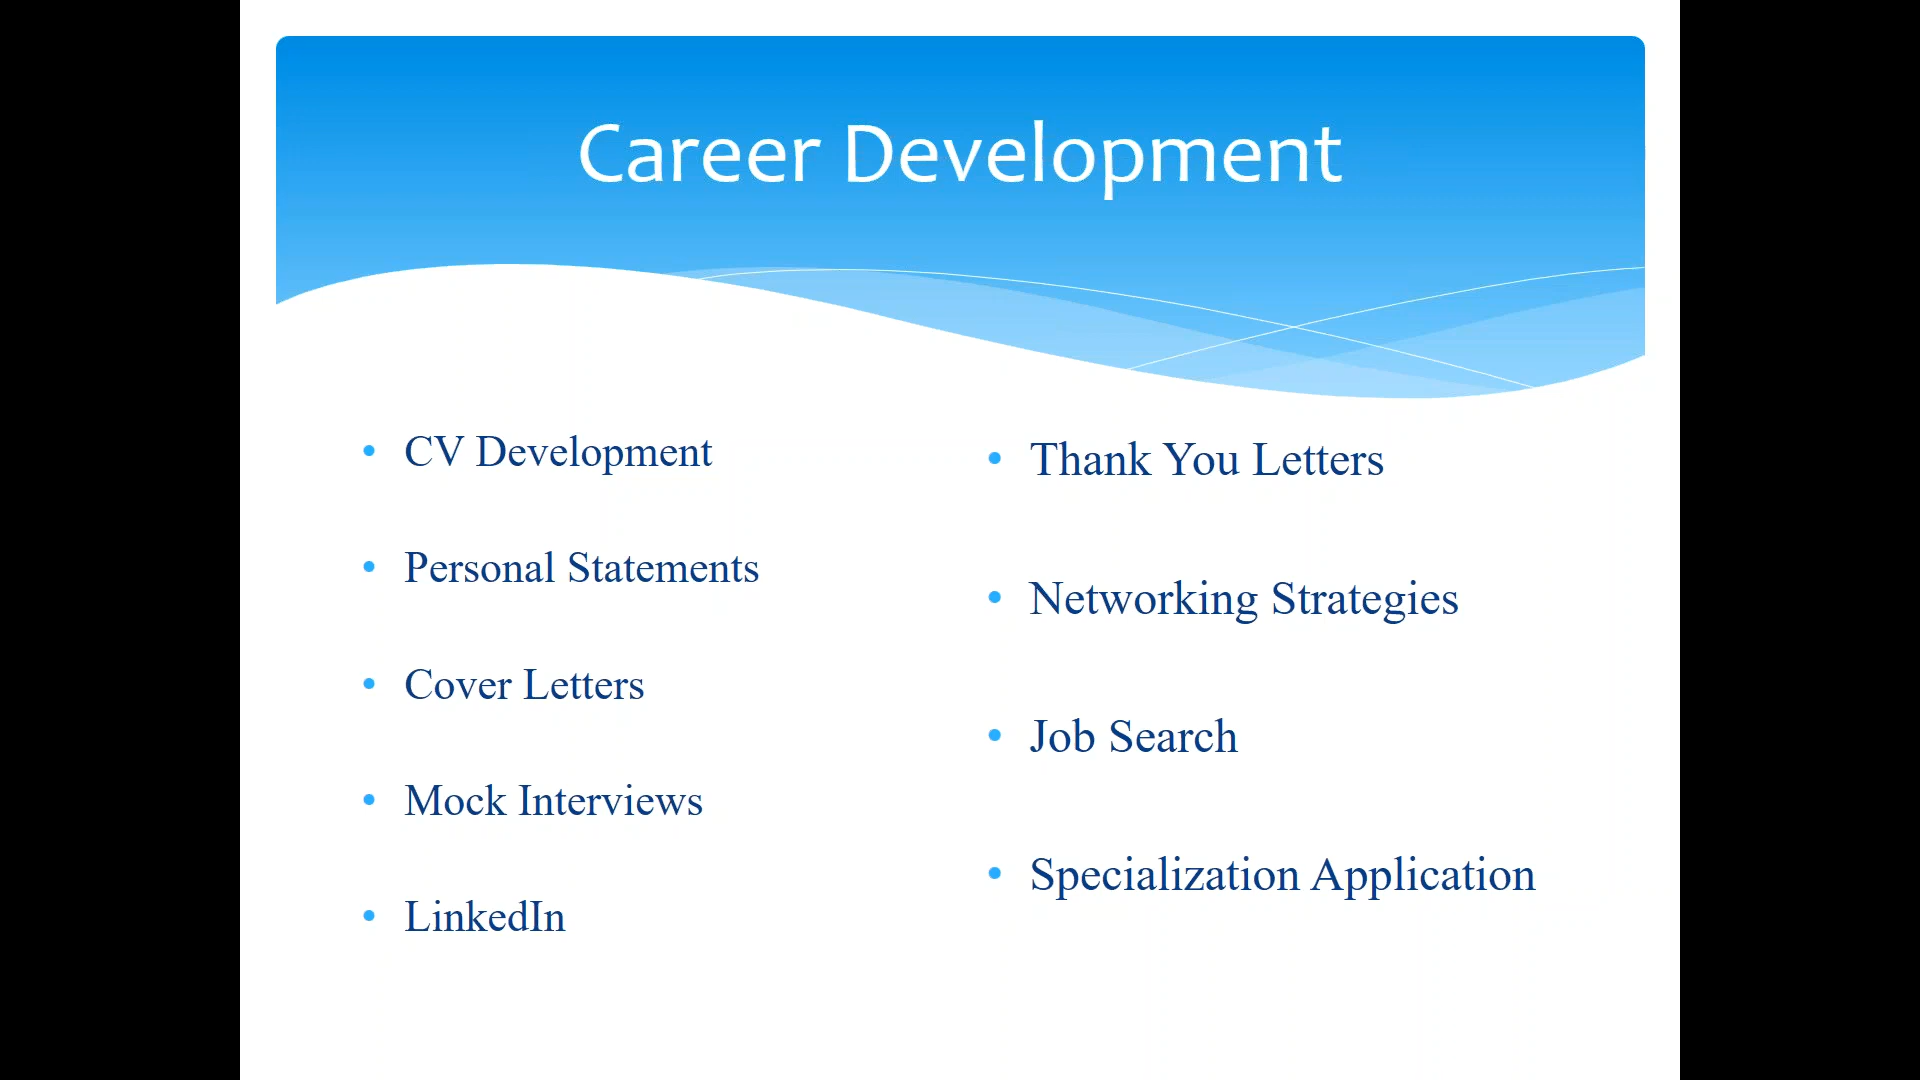 Career Development
• CV Development
• Personal Statements
• Cover Letters
• Mock Interviews
• LinkedIn
• Thank You Letters
• Networking Strategies
• Job Search
• Specialization Application